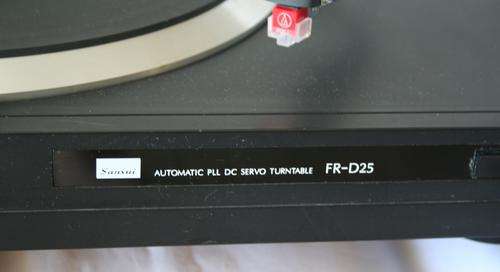 Sansui AUTOMATIC PLL DC SERVO TURNTABLE FR-D25